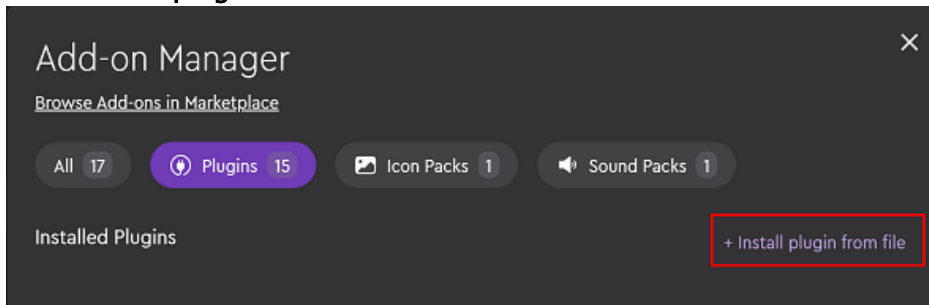 Add-on Manager
Browse Add-ons in Marketplace
All 17 Plugins 15 Icon Packs 1 Sound Packs 1
Installed Plugins + Install plugin from file